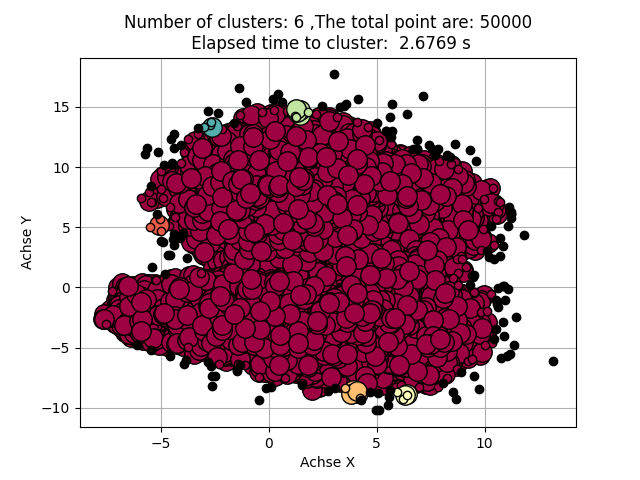 Number of clusters: 6 ,The total point are: 50000
Elapsed time to cluster:  2.6769 s
15
10
5
0
−5
−10
Achse Y
−5
0
5
10
Achse X